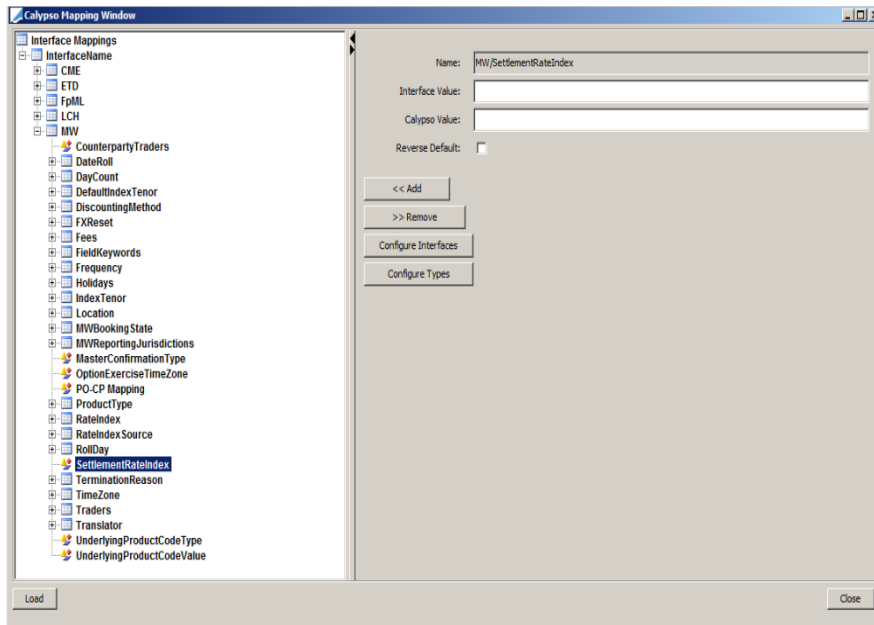 Calypso Mapping Window
Interface Mappings
InterfaceName
CME
ETD
FpML
LCH
MW
CounterpartyTraders
DateRoll
DayCount
DefaultIndexTenor
DiscountingMethod
FXReset
Fees
FieldKeywords
Frequency
Holidays
IndexTenor
Location
MWBookingState
MWReportingJurisdictions
MasterConfirmationType
OptionExerciseTimeZone
PO-CP Mapping
ProductType
RateIndex
RateIndexSource
RollDay
SettlementRateIndex
TerminationReason
TimeZone
Traders
Translator
UnderlyingProductCodeType
UnderlyingProductCodeValue
Name: MW/SettlementRateIndex
Interface Value:
Calypso Value:
Reverse Default:
<< Add
>> Remove
Configure Interfaces
Configure Types
Load
Close